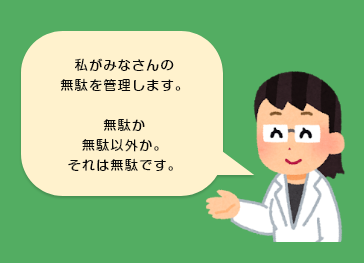 私がみなさんの
無駄を管理します。
無駄か
無駄以外か。
それは無駄です。